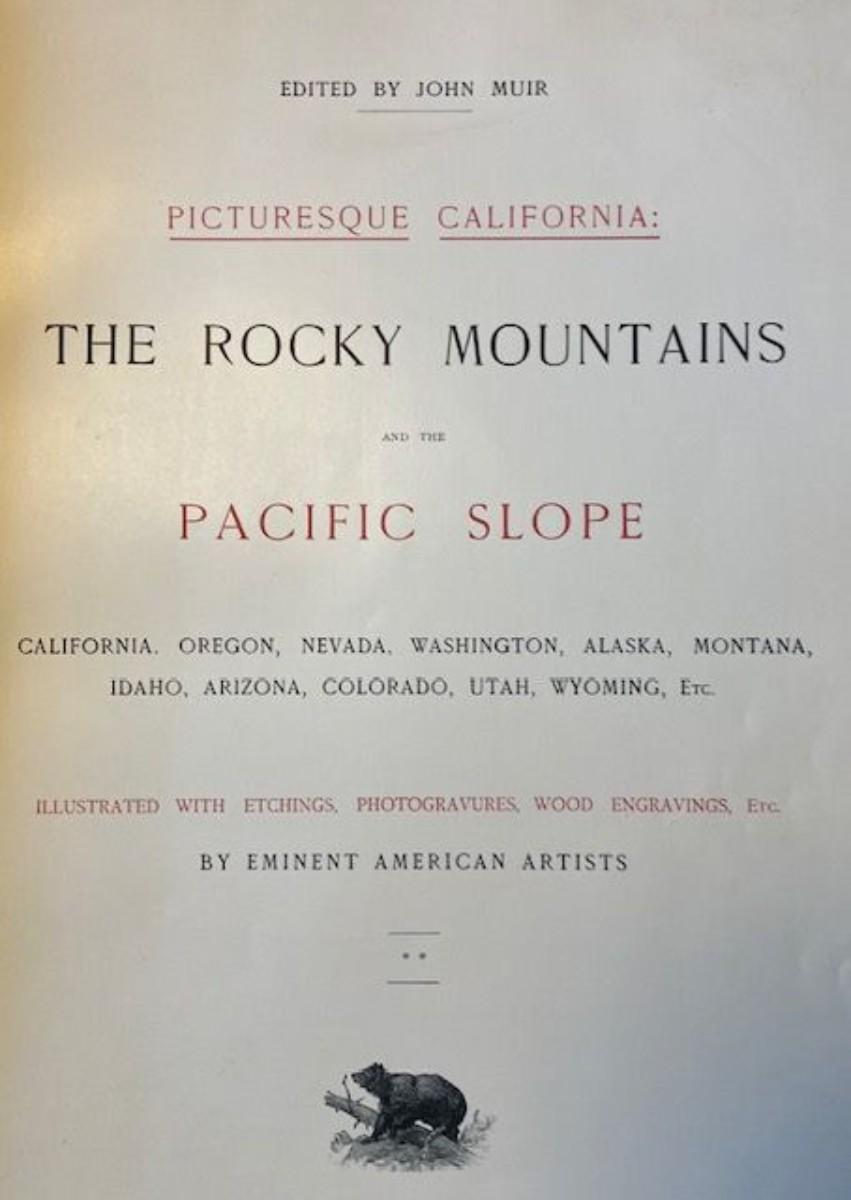 EDITED BY JOHN MUIR
PICTURESQUE CALIFORNIA:
THE ROCKY MOUNTAINS
AND THE
PACIFIC SLOPE
CALIFORNIA. OREGON, NEVADA, WASHINGTON, ALASKA, MONTANA,
IDAHO, ARIZONA, COLORADO, UTAH, WYOMING, ETC.
ILLUSTRATED WITH ETCHINGS, PHOTOGRAVURES, WOOD ENGRAVINGS, ETC.
BY EMINENT AMERICAN ARTISTS